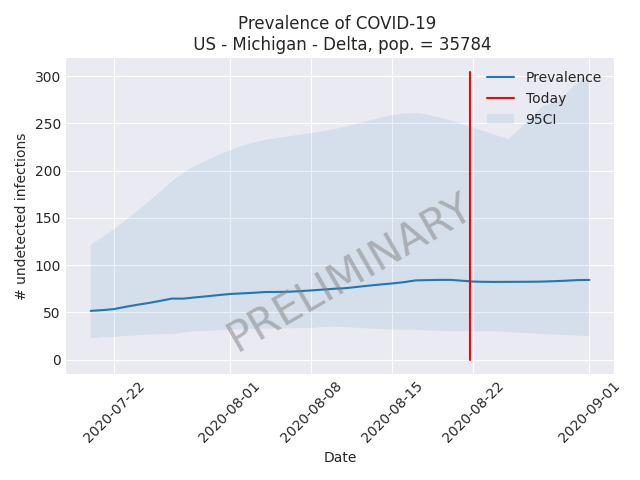 Prevalence of COVID-19
US - Michigan - Delta, pop. = 35784
# undetected infections
300
250
200
150
100
50
0
Prevalence
Today
95CI
PRELIMINARY
2020-07-22
2020-08-01
2020-08-08
2020-08-15
2020-08-22
2020-09-01
Date